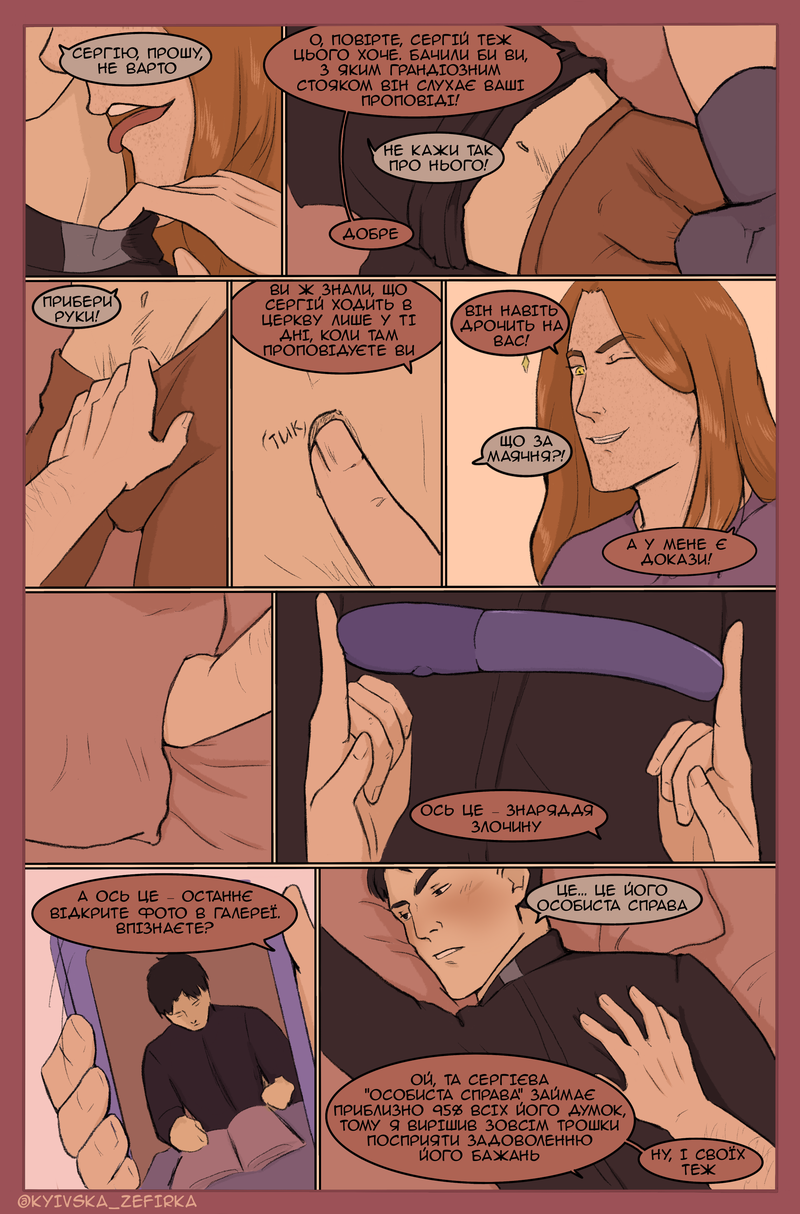 СЕРГІЮ, ПРОШУ,
НЕ ВАРТО
О, ПОВІРТЕ, СЕРГІЙ ТЕЖ
ЦЬОГО ХОЧЕ. БАЧИЛИ БИ ВИ,
З ЯКИМ ГРАНДІОЗНИМ
СТОЯКОМ ВІН СЛУХАЄ ВАШІ
ПРОПОВІДІ!
НЕ КАЖИ ТАК
ПРО НЬОГО!
ДОБРЕ
ПРИБЕРИ
РУКИ!
ВИ Ж ЗНАЛИ, ЩО
СЕРГІЙ ХОДИТЬ В
ЦЕРКВУ ЛИШЕ У ТІ
ДНІ, КОЛИ ТАМ
ПРОПОВІДУЄТЕ ВИ
(ТИК)
ВІН НАВІТЬ
ДРОЧИТЬ НА
ВАС!
ЩО ЗА
МАЯЧНЯ?!
А У МЕНЕ Є
ДОКАЗИ!
ОСЬ ЦЕ – ЗНАРЯДДЯ
ЗЛОЧИНУ
А ОСЬ ЦЕ – ОСТАННЄ
ВІДКРИТЕ ФОТО В ГАЛЕРЕЇ.
ВПІЗНАЄТЕ?
ЦЕ... ЦЕ ЙОГО
ОСОБИСТА СПРАВА
ОЙ, ТА СЕРГІЄВА
"ОСОБИСТА СПРАВА" ЗАЙМАЄ
ПРИБЛИЗНО 95% ВСІХ ЙОГО ДУМОК,
ТОМУ Я ВИРІШИВ ЗОВСІМ ТРОШКИ
ПОСПРИЯТИ ЗАДОВОЛЕННЮ
ЙОГО БАЖАНЬ
НУ, І СВОЇХ
ТЕЖ
@KYIVSKA_ZEFIRKA